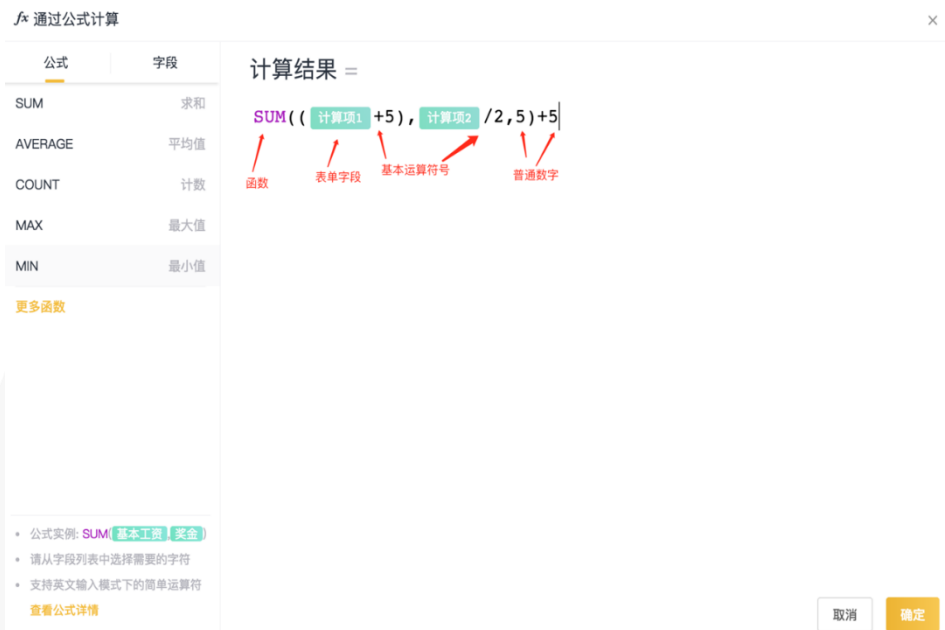 fx 通过公式计算 ×
公式 字段
SUM 求和
AVERAGE 平均值
COUNT 计数
MAX 最大值
MIN 最小值
更多函数
计算结果 =
SUM((计算项1+5),计算项2/2,5)+5
函数 表单字段 基本运算符号 普通数字
• 公式实例: SUM(基本工资,奖金)
• 请从字段列表中选择需要的字符
• 支持英文输入模式下的简单运算符
查看公式详情
取消 确定